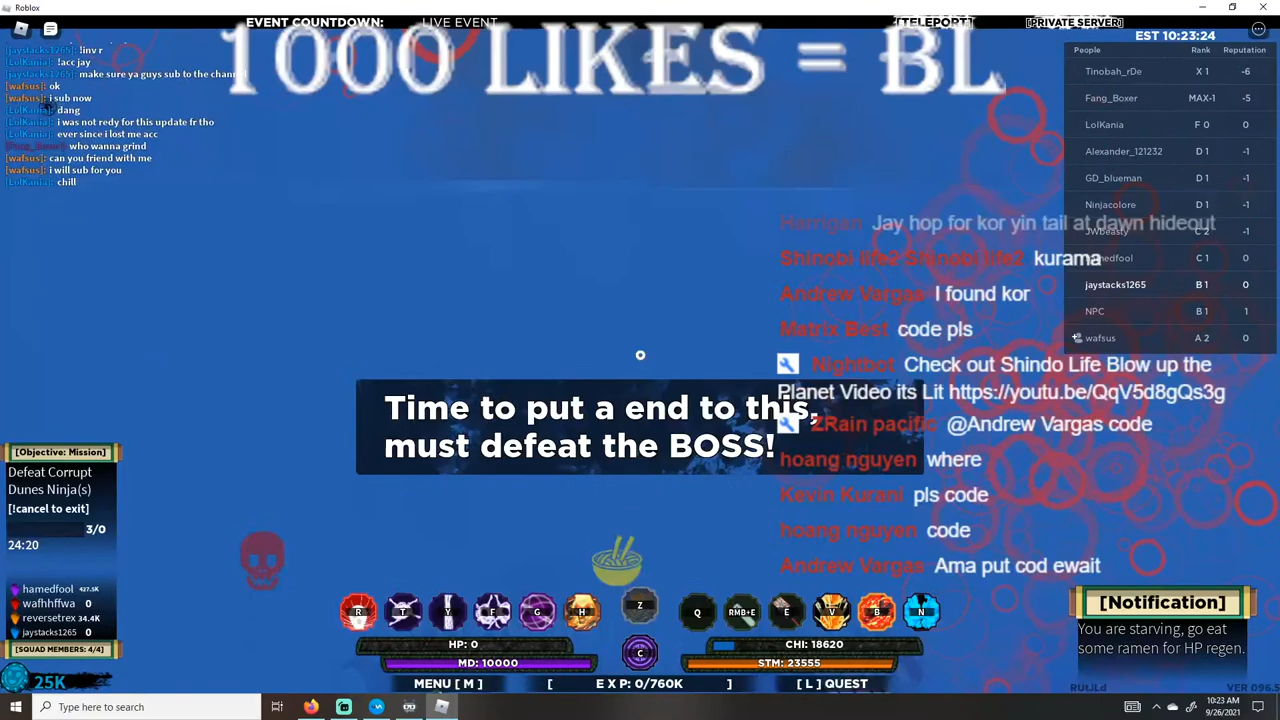 Roblox
EVENT COUNTDOWN: LIVE EVENT [TELEPORT] [PRIVATE SERVER]
EST 10:23:24
1000 LIKES = BL
[jaystacks1265]: !inv r
[LolKania]: !acc jay
[jaystacks1265]: make sure ya guys sub to the channel
[wafsus]: ok
[wafsus]: i sub now
[LolKania]: dang
[LolKania]: i was not redy for this update fr tho
[LolKania]: ever since i lost me acc
[Fang_Boxer]: who wanna grind
[wafsus]: can you friend with me
[wafsus]: i will sub for you
[LolKania]: chill
People Rank Reputation
Tinobah_rDe X 1 -6
Fang_Boxer MAX-1 -5
LolKania F 0 0
Alexander_121232 D 1 -1
GD_blueman D 1 -1
Ninjacolore D 1 -1
JWbeasty C 2 -1
hamedfool C 1 0
jaystacks1265 B 1 0
NPC B 1 1
wafsus A 2 0
Harrigan Jay hop for kor yin tail at dawn hideout
Shinobi life2 Shinobi life2 kurama
Andrew Vargas I found kor
Matrix Best code pls
Nightbot Check out Shindo Life Blow up the
Planet Video its Lit https://youtu.be/QqV5d8gQs3g
ZRain pacific @Andrew Vargas code
hoang nguyen where
Kevin Kurani pls code
hoang nguyen code
Andrew Vargas Ama put cod ewait
Time to put a end to this,
must defeat the BOSS!
[Objective: Mission]
Defeat Corrupt
Dunes Ninja(s)
[!cancel to exit]
3/0
24:20
hamedfool 427.5K
wafhhffwa 0
reversetrex 34.4K
jaystacks1265 0
[SQUAD MEMBERS: 4/4]
25K
R T Y F G H Z Q RMB+E E V B N
C
HP: 0
MD: 10000
CHI: 18620
STM: 23555
MENU [ M ] [ E X P: 0/760K ] [ L ] QUEST
[Notification]
You are starving, go eat
some ramen for HP regen.
RUiLd VER 096.5
Type here to search
10:23 AM
9/26/2021